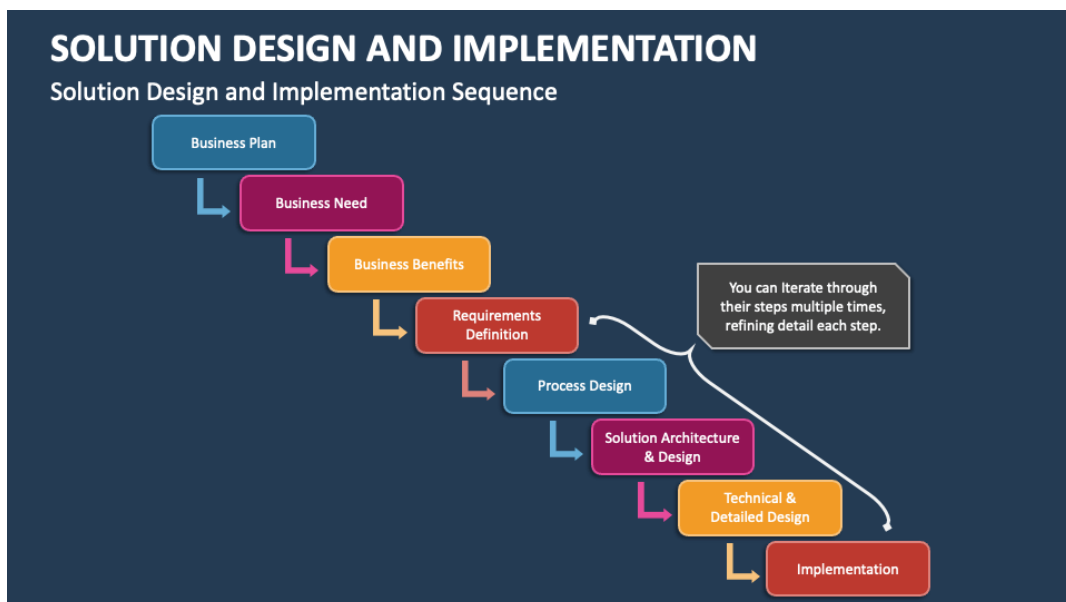 SOLUTION DESIGN AND IMPLEMENTATION
Solution Design and Implementation Sequence
Business Plan
Business Need
Business Benefits
Requirements
Definition
You can Iterate through
their steps multiple times,
refining detail each step.
Process Design
Solution Architecture
& Design
Technical &
Detailed Design
Implementation